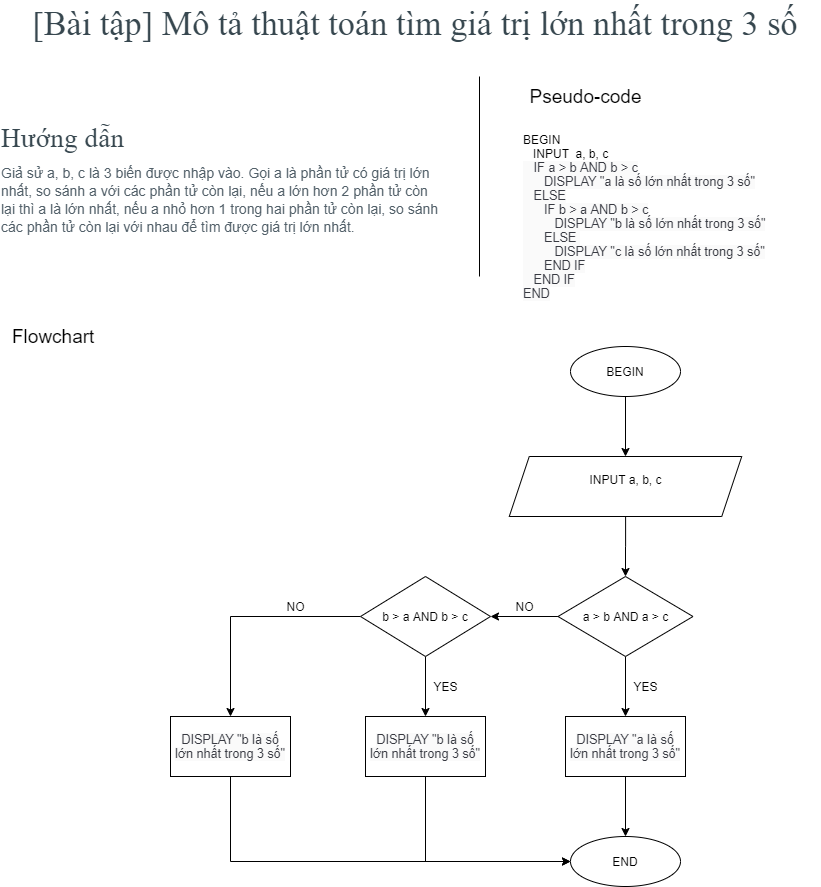 [Bài tập] Mô tả thuật toán tìm giá trị lớn nhất trong 3 số
Hướng dẫn
Giả sử a, b, c là 3 biến được nhập vào. Gọi a là phần tử có giá trị lớn
nhất, so sánh a với các phần tử còn lại, nếu a lớn hơn 2 phần tử còn
lại thì a là lớn nhất, nếu a nhỏ hơn 1 trong hai phần tử còn lại, so sánh
các phần tử còn lại với nhau để tìm được giá trị lớn nhất.
Pseudo-code
BEGIN
INPUT a, b, c
IF a > b AND b > c
DISPLAY "a là số lớn nhất trong 3 số"
ELSE
IF b > a AND b > c
DISPLAY "b là số lớn nhất trong 3 số"
ELSE
DISPLAY "c là số lớn nhất trong 3 số"
END IF
END IF
END
Flowchart
BEGIN
INPUT a, b, c
a > b AND a > c
NO
b > a AND b > c
NO
YES
YES
DISPLAY "b là số
lớn nhất trong 3 số"
DISPLAY "b là số
lớn nhất trong 3 số"
DISPLAY "a là số
lớn nhất trong 3 số"
END